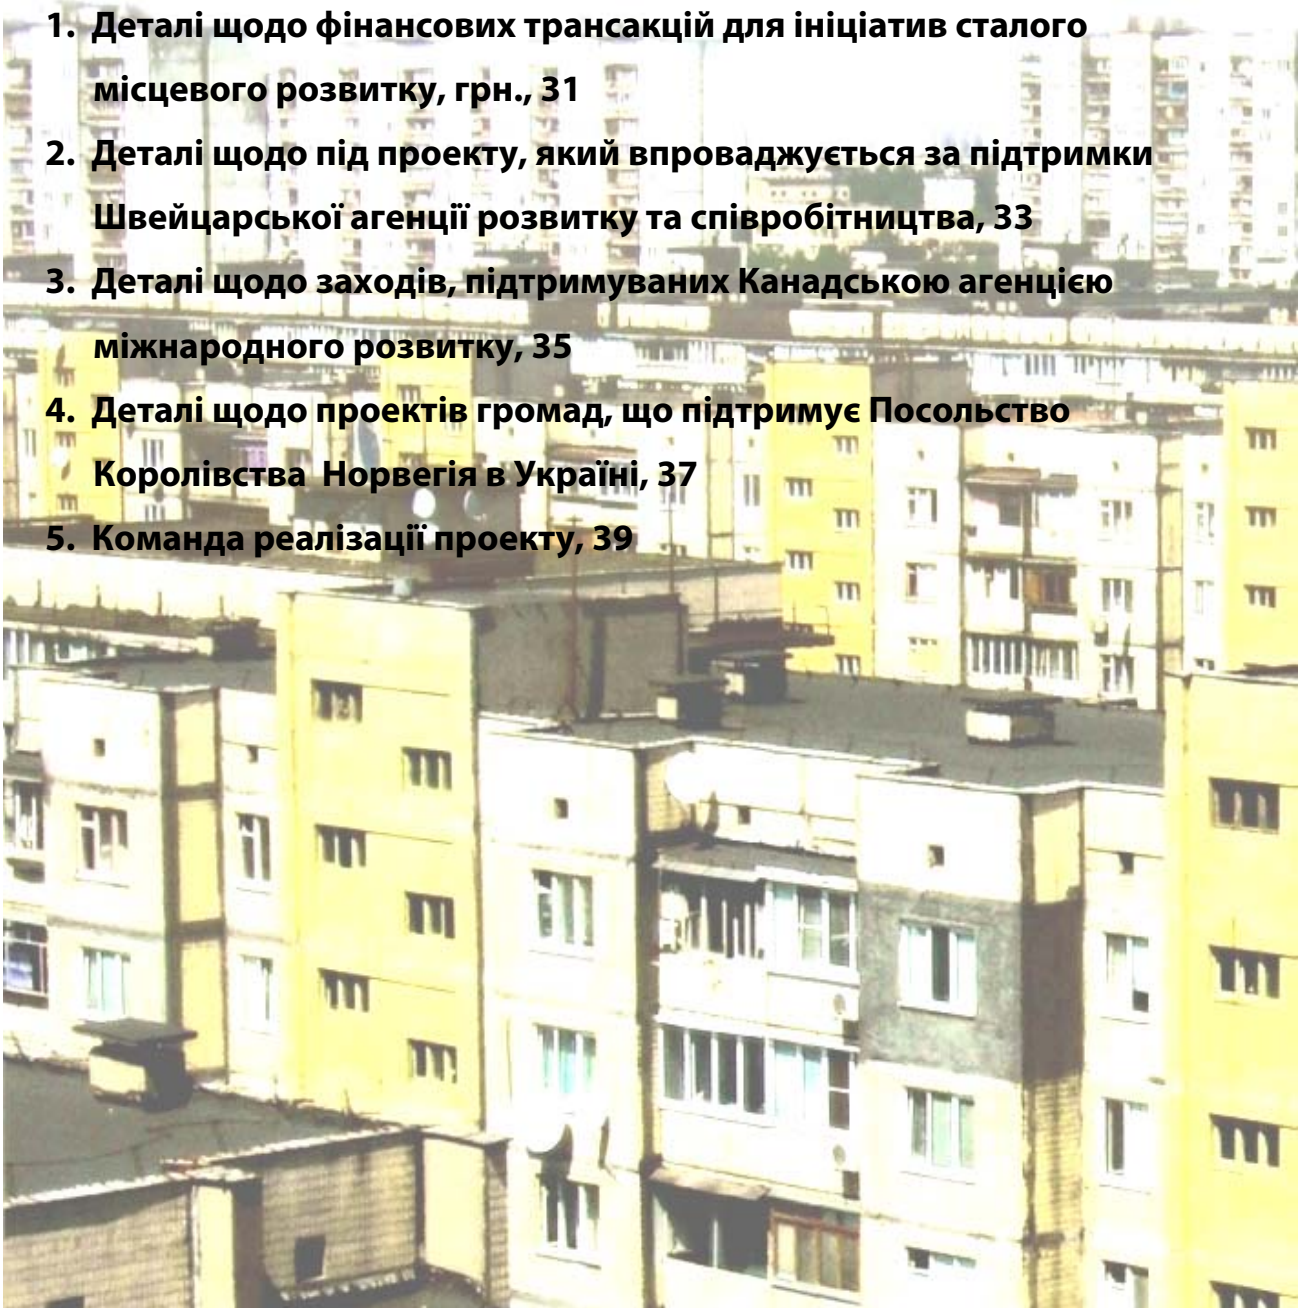 1. Деталі щодо фінансових трансакцій для ініціатив сталого
місцевого розвитку, грн., 31
2. Деталі щодо під проекту, який впроваджується за підтримки
Швейцарської агенції розвитку та співробітництва, 33
3. Деталі щодо заходів, підтримуваних Канадською агенцією
міжнародного розвитку, 35
4. Деталі щодо проектів громад, що підтримує Посольство
Королівства  Норвегія в Україні, 37
5. Команда реалізації проекту, 39